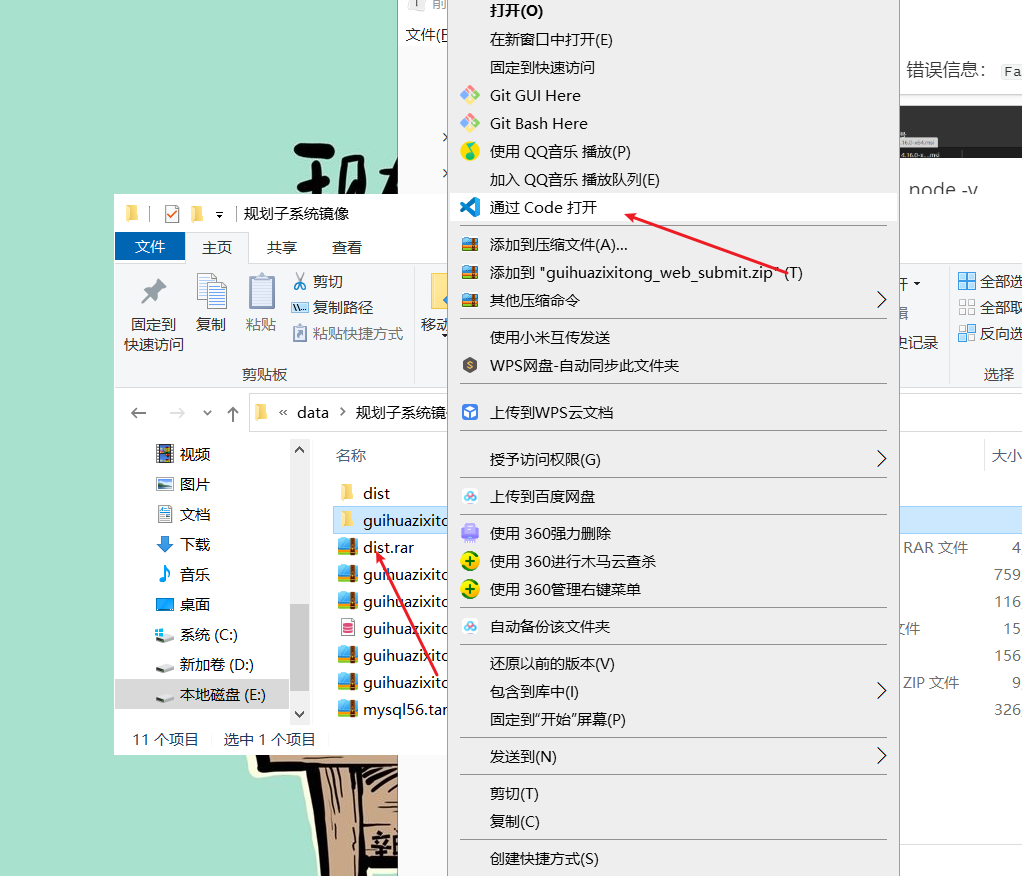 文件(F
打开(O)
在新窗口中打开(E)
固定到快速访问
Git GUI Here
Git Bash Here
使用 QQ音乐 播放(P)
加入 QQ音乐 播放队列(E)
通过 Code 打开
添加到压缩文件(A)...
添加到 "guihuazixitong_web_submit.zip" (T)
其他压缩命令
使用小米互传发送
WPS网盘-自动同步此文件夹
上传到WPS云文档
授予访问权限(G)
上传到百度网盘
使用 360强力删除
使用 360进行木马云查杀
使用 360管理右键菜单
自动备份该文件夹
还原以前的版本(V)
包含到库中(I)
固定到"开始"屏幕(P)
发送到(N)
剪切(T)
复制(C)
创建快捷方式(S)
错误信息： Fa
node -v
规划子系统镜像
文件 主页 共享 查看
固定到
快速访问
复制
粘贴
剪切
复制路径
粘贴快捷方式
剪贴板
移动
史记录
全部选
全部取
反向选
选择
« data 规划子系统镜
视频
图片
文档
下载
音乐
桌面
系统 (C:)
新加卷 (D:)
本地磁盘 (E:)
名称
大小
dist
guihuazixito
dist.rar
RAR 文件 4
guihuazixito
759
guihuazixito
116
guihuazixito
文件 15
guihuazixito
156
guihuazixito
ZIP 文件 9
mysql56.tar
326
11 个项目 选中 1 个项目